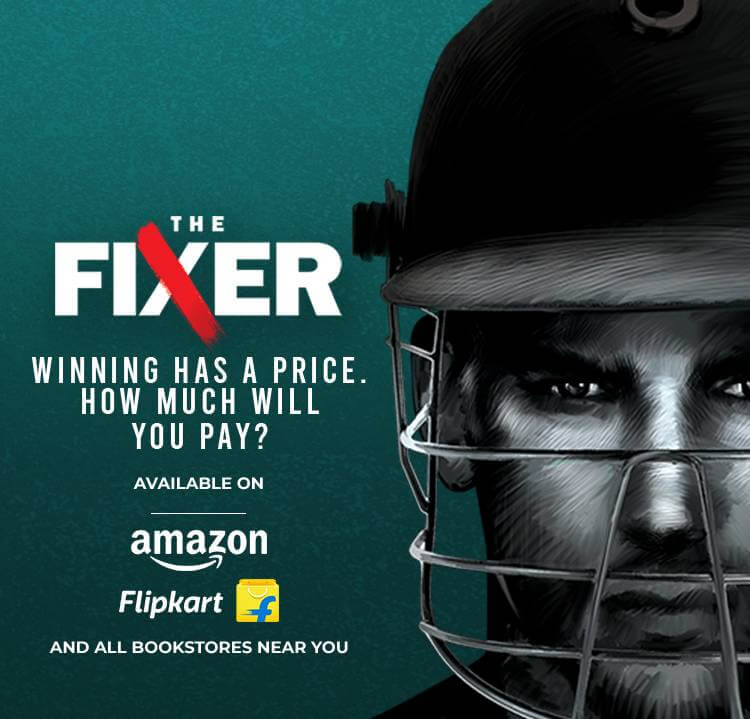 THE
FIXER
WINNING HAS A PRICE.
HOW MUCH WILL
YOU PAY?
AVAILABLE ON
amazon
Flipkart
AND ALL BOOKSTORES NEAR YOU